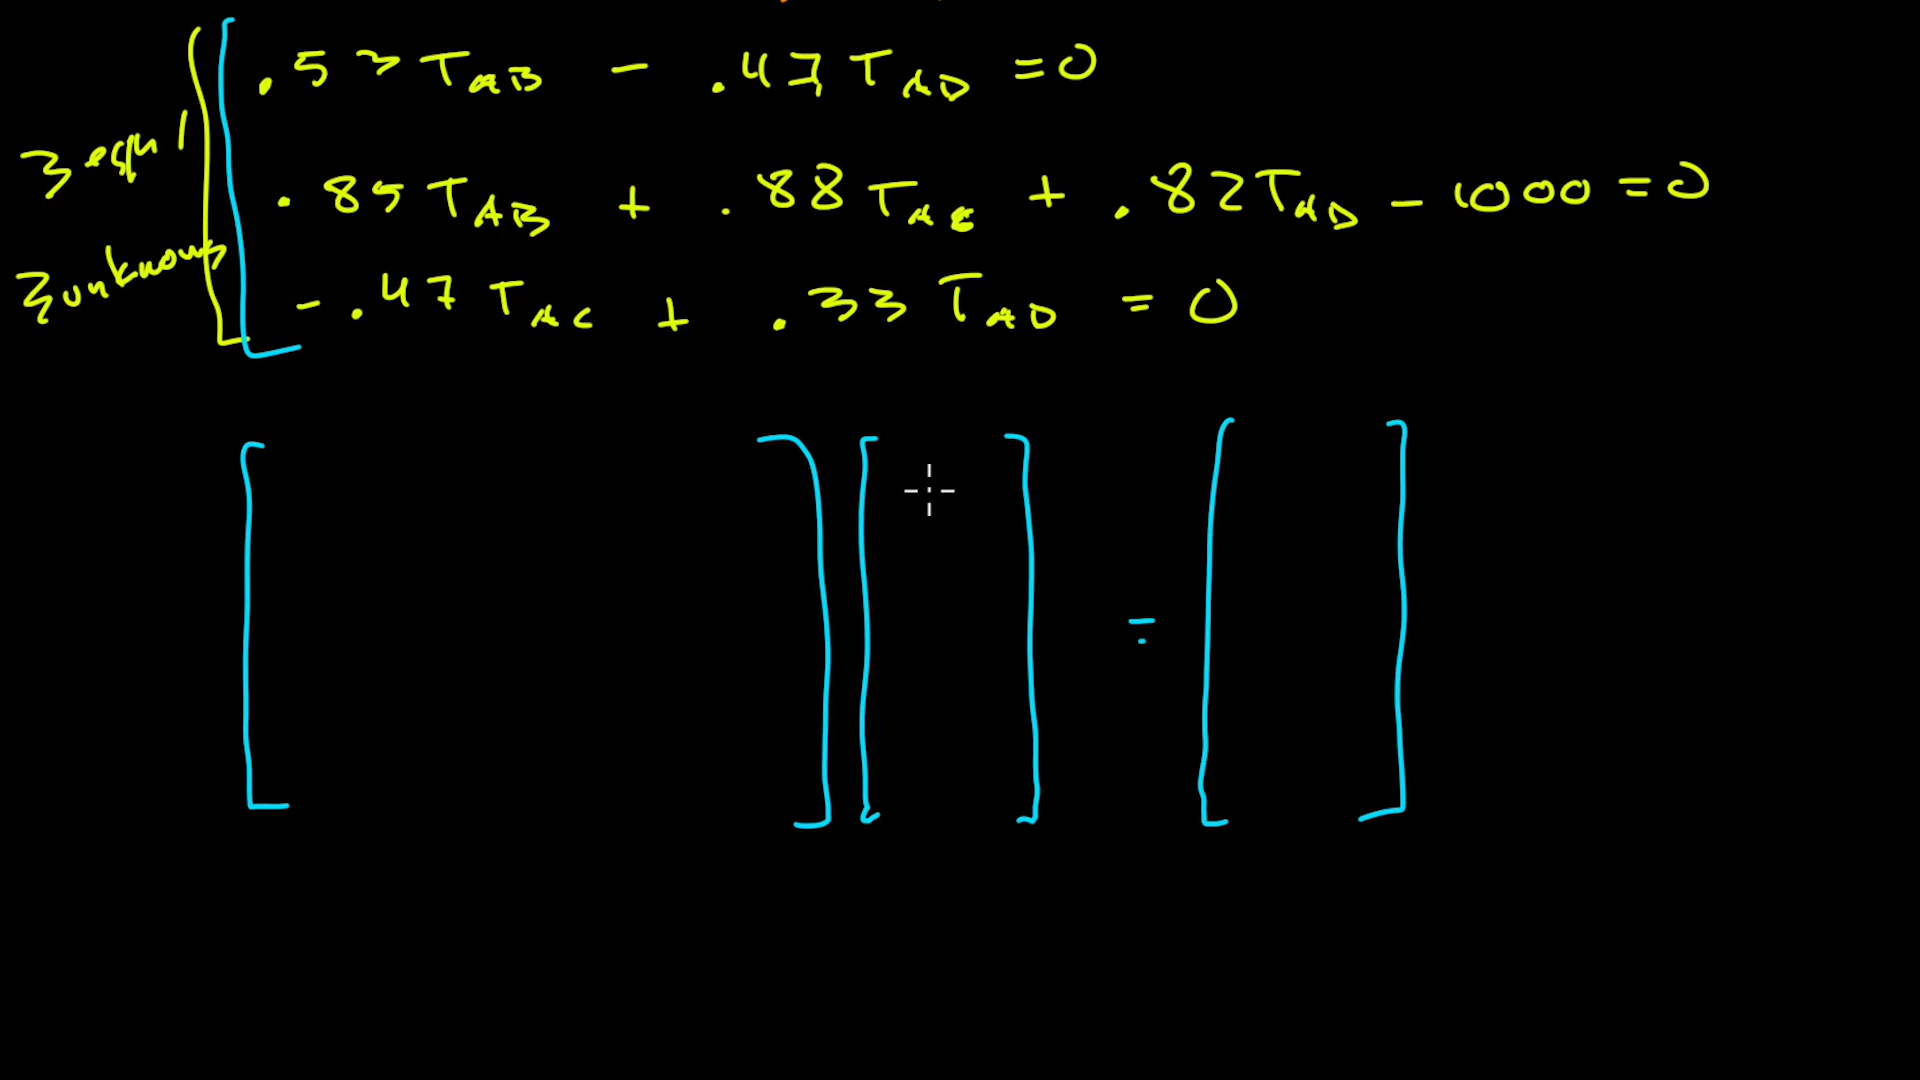 .53 TAB - .47 TAD = 0
3 eqn'
.85 TAB + .88 TAC + .82 TAD - 1000 = 0
3 unknowns
- .47 TAC + .33 TAD = 0
=